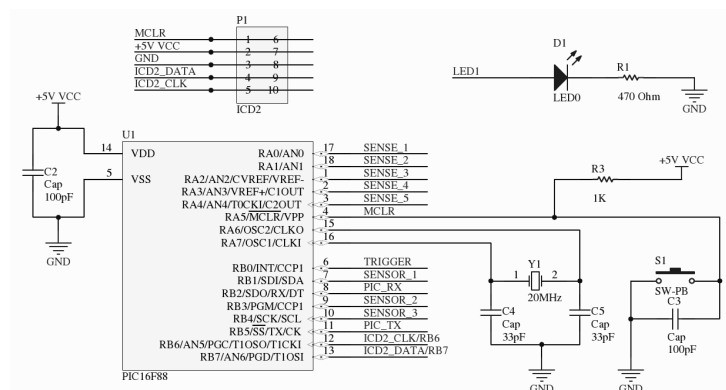 P1
MCLR 1 6
+5V VCC 2 7
GND 3 8
ICD2_DATA 4 9
ICD2_CLK 5 10
ICD2
D1
LED1
R1
LED0
470 Ohm
GND
+5V VCC
U1
14 VDD
5 VSS
C2
Cap
100pF
GND
RA0/AN0 17 SENSE_1
RA1/AN1 18 SENSE_2
RA2/AN2/CVREF/VREF- 1 SENSE_3
RA3/AN3/VREF+/C1OUT 2 SENSE_4
RA4/AN4/T0CKI/C2OUT 3 SENSE_5
RA5/MCLR/VPP 4 MCLR
RA6/OSC2/CLKO 15
RA7/OSC1/CLKI 16
RB0/INT/CCP1 6 TRIGGER
RB1/SDI/SDA 7 SENSOR_1
RB2/SDO/RX/DT 8 PIC_RX
RB3/PGM/CCP1 9 SENSOR_2
RB4/SCK/SCL 10 SENSOR_3
RB5/SS/TX/CK 11 PIC_TX
RB6/AN5/PGC/T1OSO/T1CKI 12 ICD2_CLK/RB6
RB7/AN6/PGD/T1OSI 13 ICD2_DATA/RB7
PIC16F88
+5V VCC
R3
1K
Y1
1 2
20MHz
C4
Cap
33pF
C5
Cap
33pF
GND
S1
SW-PB
C3
Cap
100pF
GND